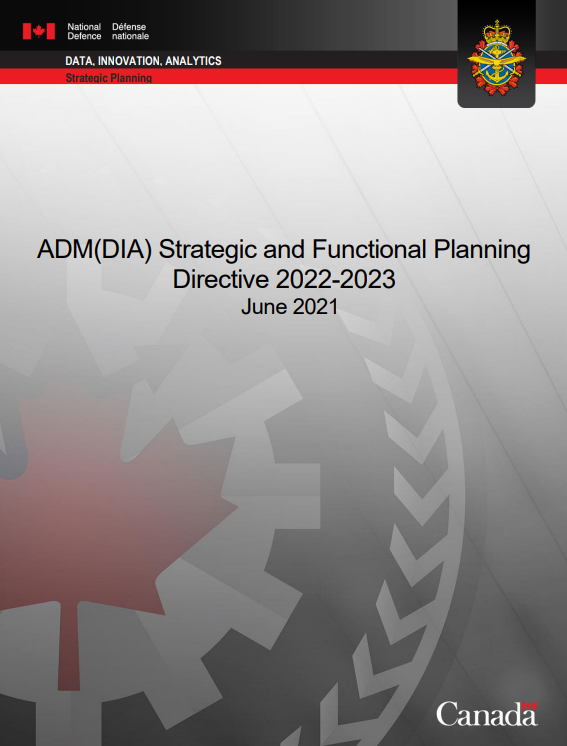 National Défense
Defence nationale
DATA, INNOVATION, ANALYTICS
Strategic Planning
ADM(DIA) Strategic and Functional Planning
Directive 2022-2023
June 2021
Canada